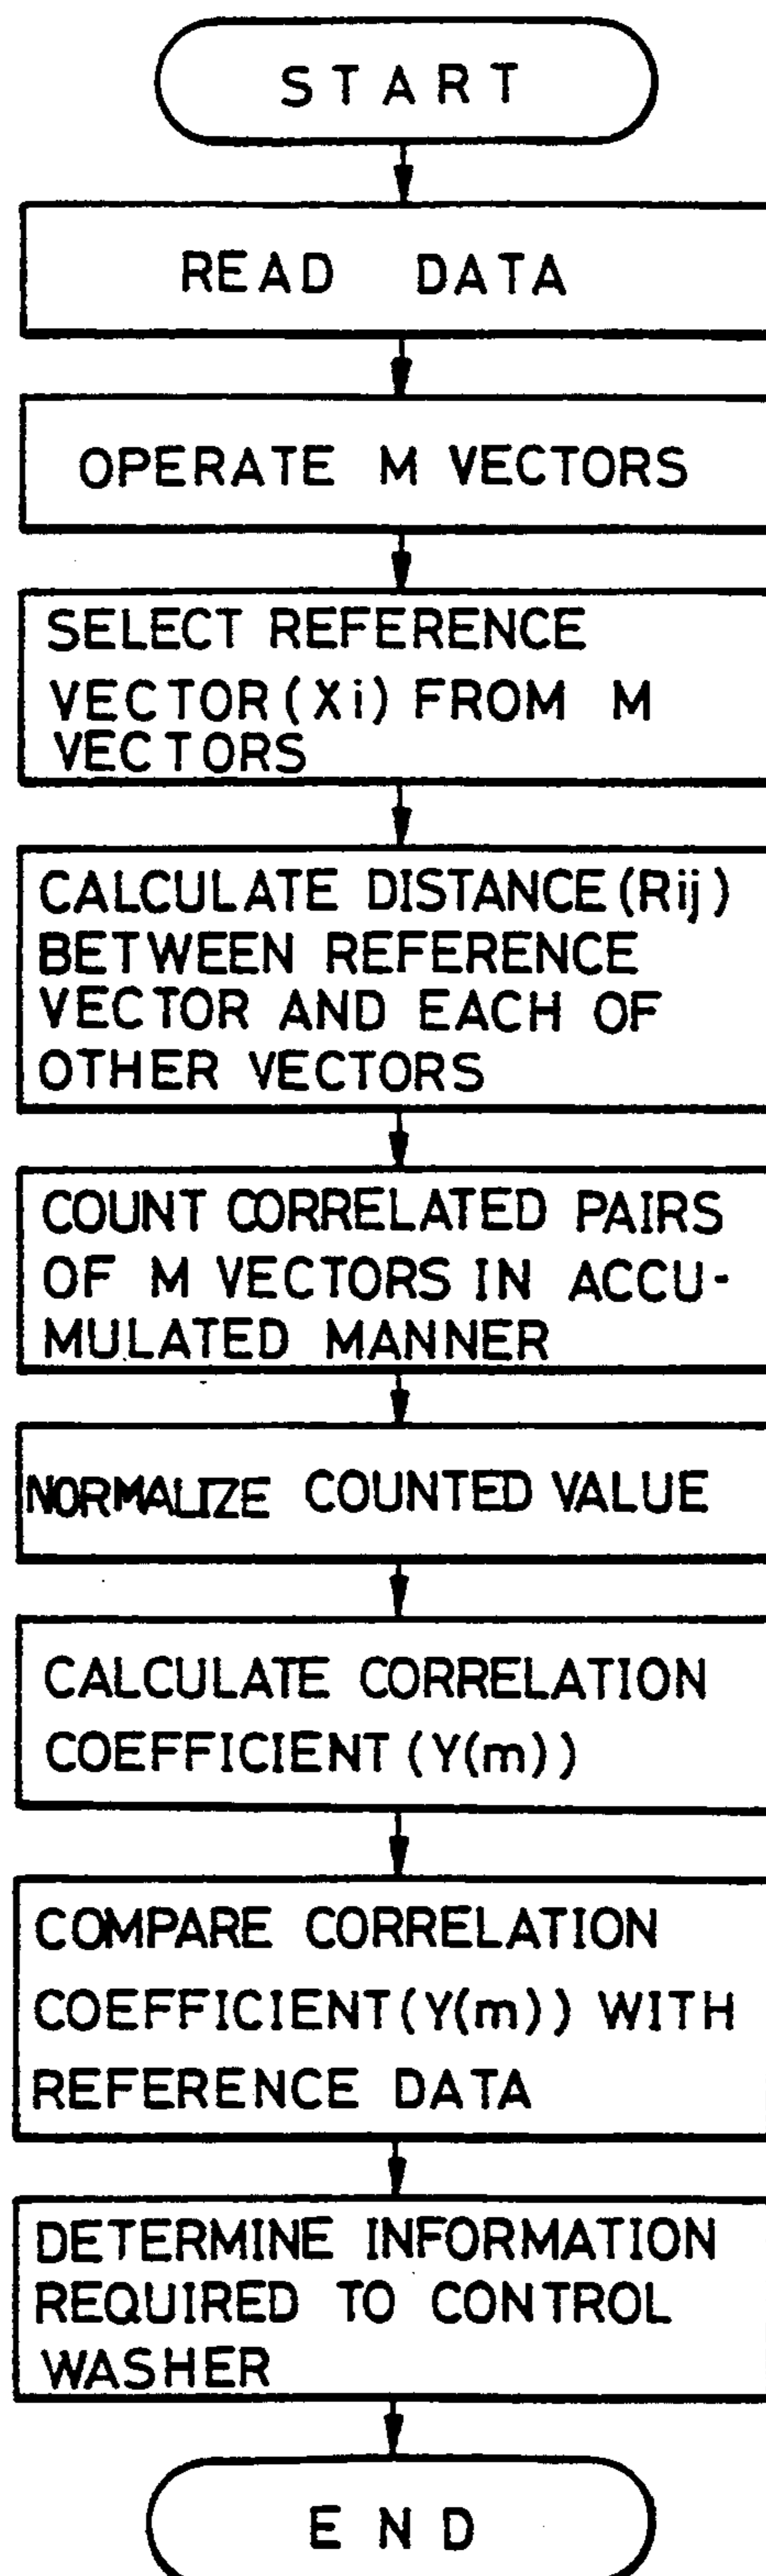 START
READ DATA
OPERATE M VECTORS
SELECT REFERENCE
VECTOR(Xi) FROM M
VECTORS
CALCULATE DISTANCE(Rij)
BETWEEN REFERENCE
VECTOR AND EACH OF
OTHER VECTORS
COUNT CORRELATED PAIRS
OF M VECTORS IN ACCU-
MULATED MANNER
NORMALIZE COUNTED VALUE
CALCULATE CORRELATION
COEFFICIENT(Y(m))
COMPARE CORRELATION
COEFFICIENT(Y(m)) WITH
REFERENCE DATA
DETERMINE INFORMATION
REQUIRED TO CONTROL
WASHER
END